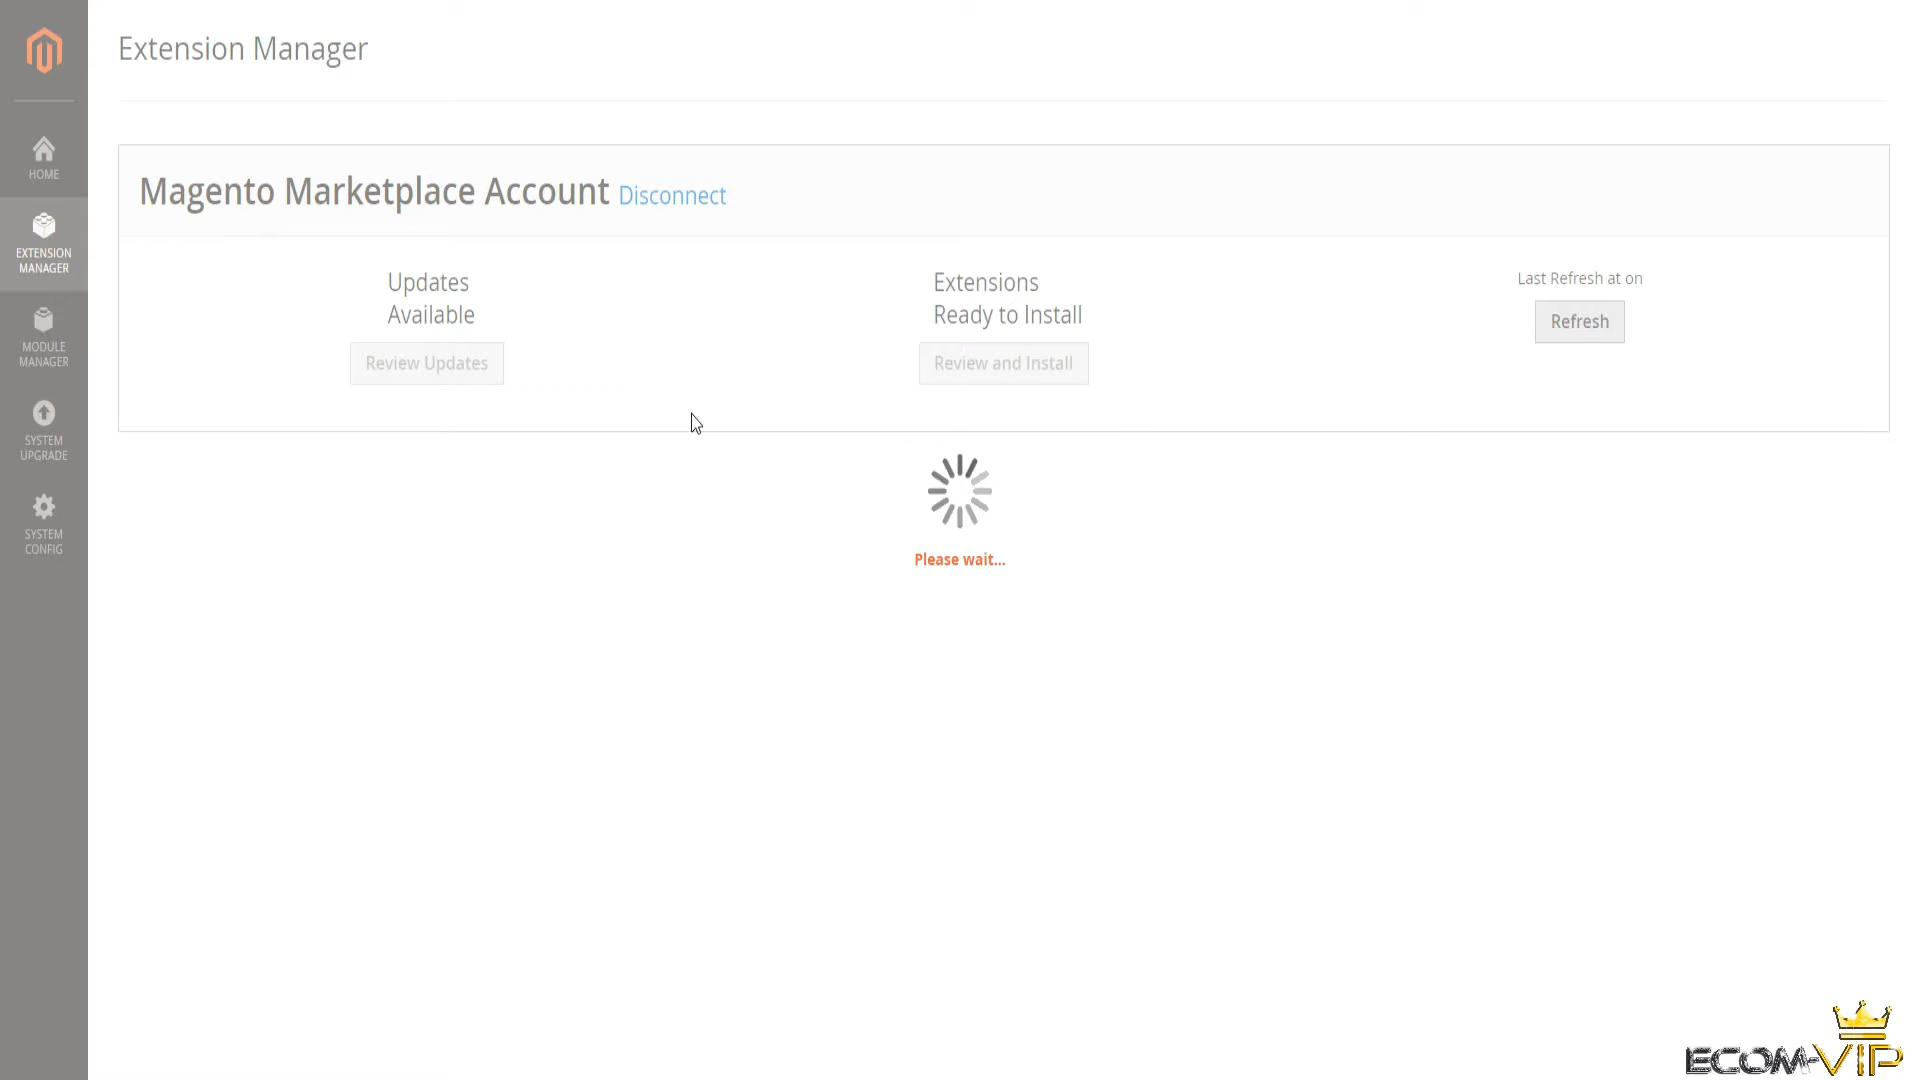 Extension Manager
HOME
EXTENSION
MANAGER
MODULE
MANAGER
SYSTEM
UPGRADE
SYSTEM
CONFIG
Magento Marketplace Account Disconnect
Updates
Available
Review Updates
Extensions
Ready to Install
Review and Install
Last Refresh at on
Refresh
Please wait...
ECOM-VIP